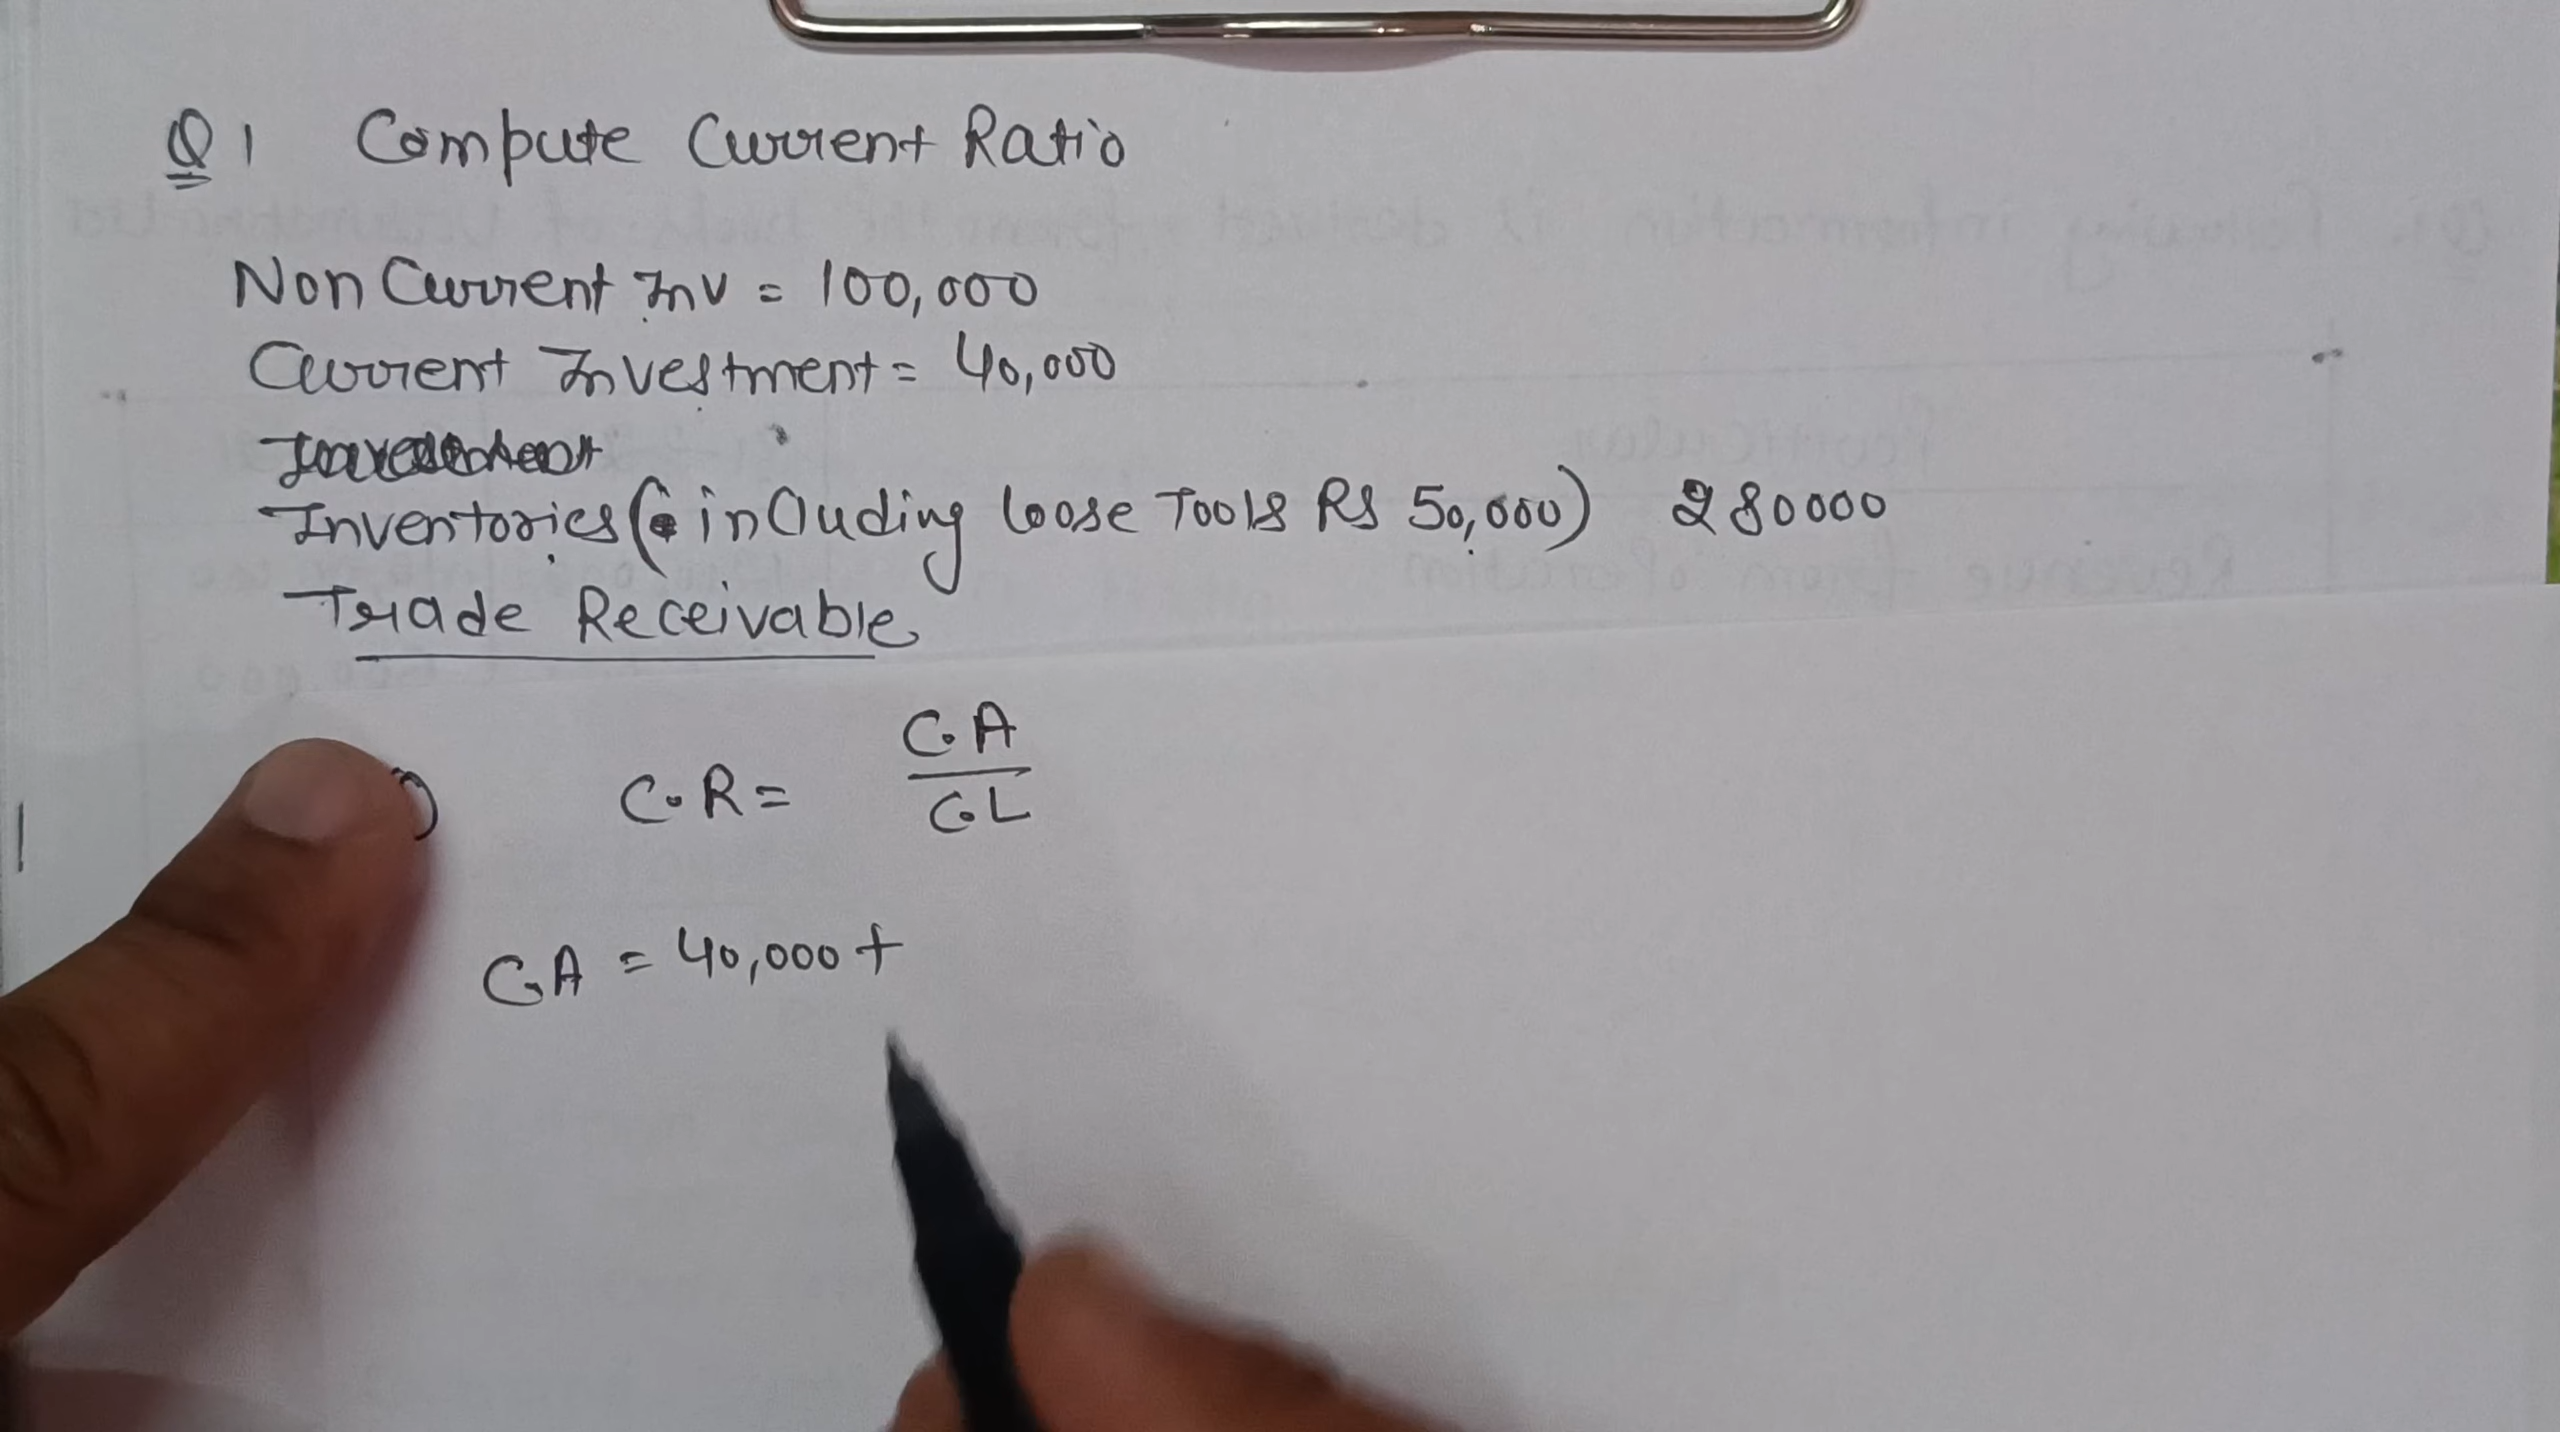 Q1 Compute Current Ratio
Non Current Inv = 100,000
Current Investment = 40,000
Inventories (including loose Tools Rs 50,000) 280000
Trade Receivable
C.R = C.A / C.L
C.A = 40,000 +